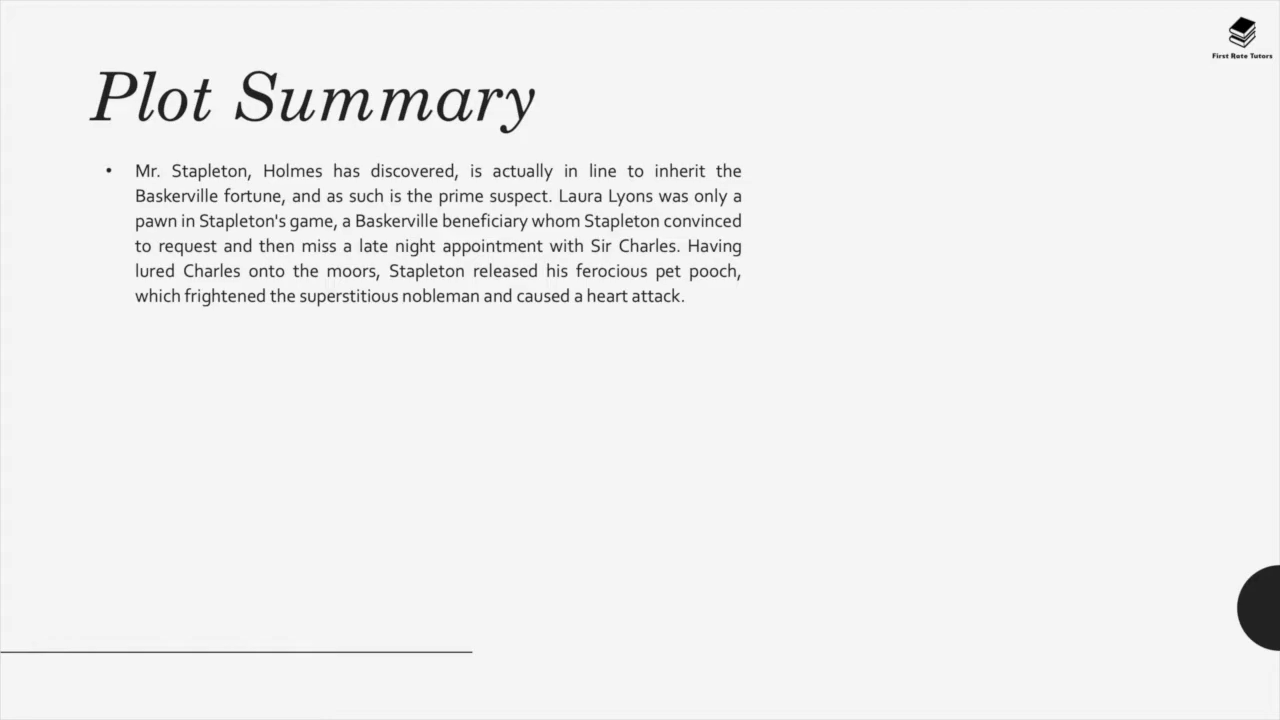 First Rate Tutors
Plot Summary
• Mr. Stapleton, Holmes has discovered, is actually in line to inherit the
Baskerville fortune, and as such is the prime suspect. Laura Lyons was only a
pawn in Stapleton's game, a Baskerville beneficiary whom Stapleton convinced
to request and then miss a late night appointment with Sir Charles. Having
lured Charles onto the moors, Stapleton released his ferocious pet pooch,
which frightened the superstitious nobleman and caused a heart attack.